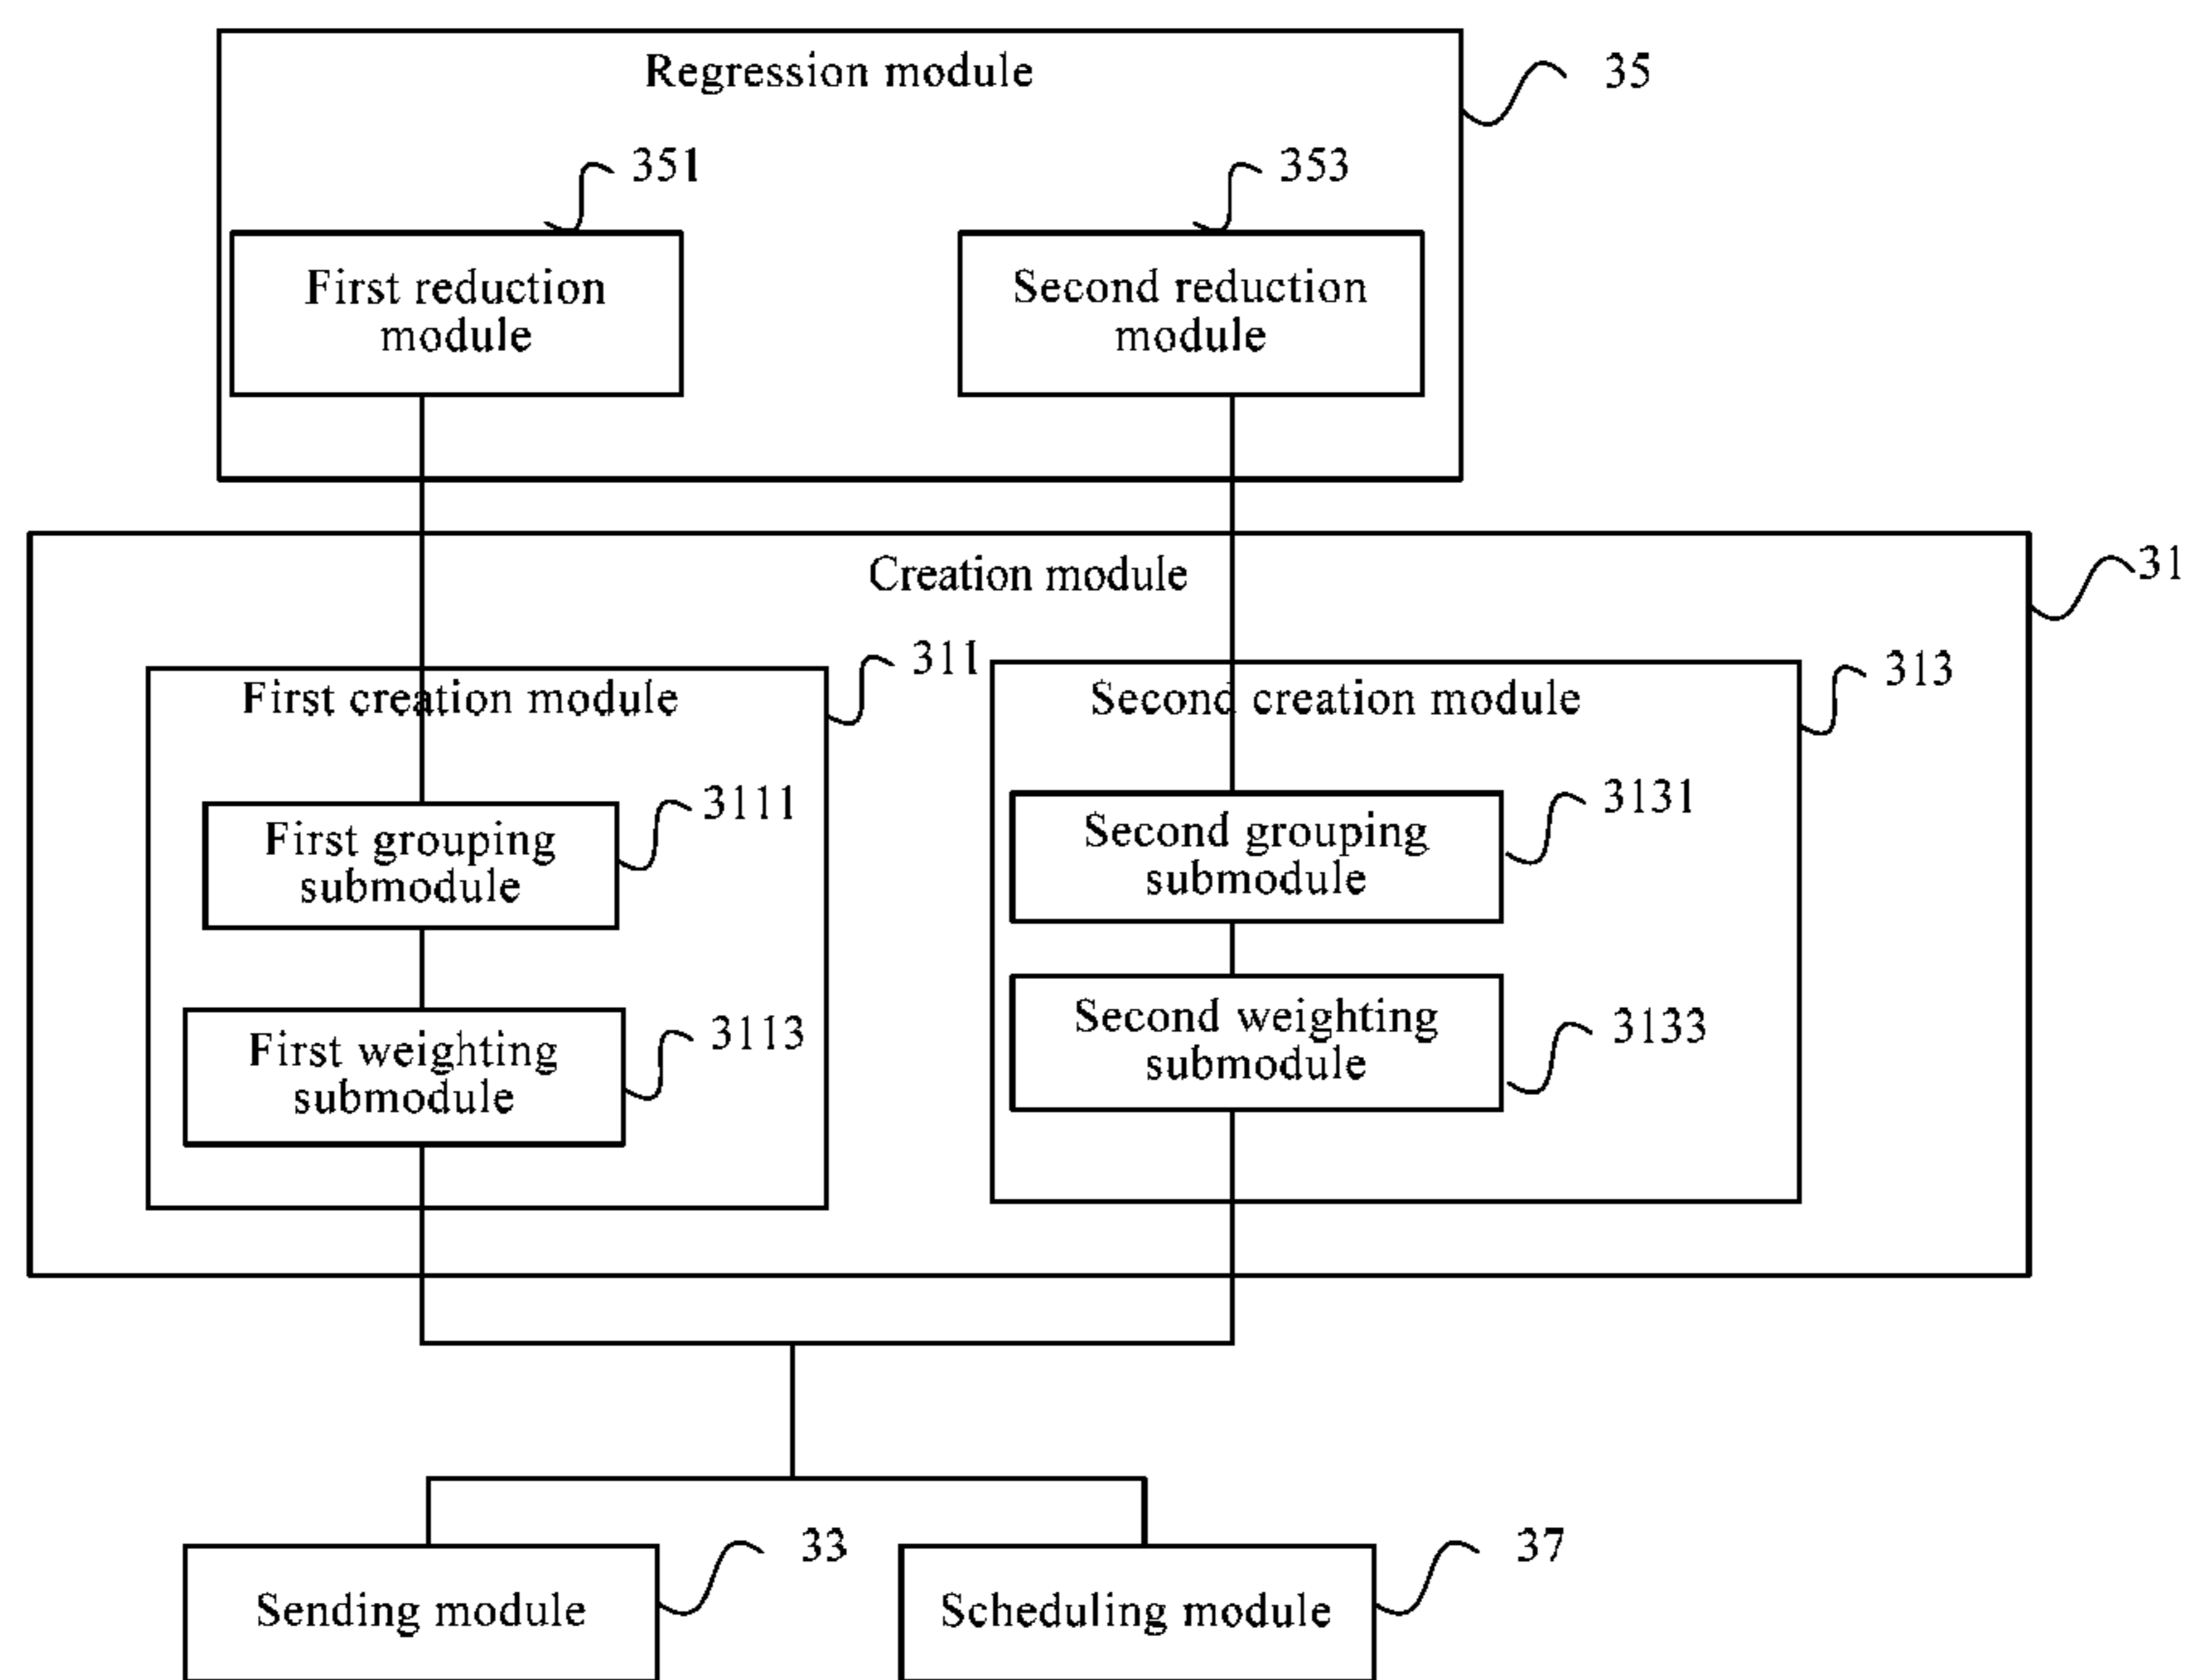 Regression module
35
351
353
First reduction
module
Second reduction
module
Creation module
31
311
313
First creation module
Second creation module
3111
3131
First grouping
submodule
Second grouping
submodule
3113
3133
First weighting
submodule
Second weighting
submodule
33
37
Sending module
Scheduling module